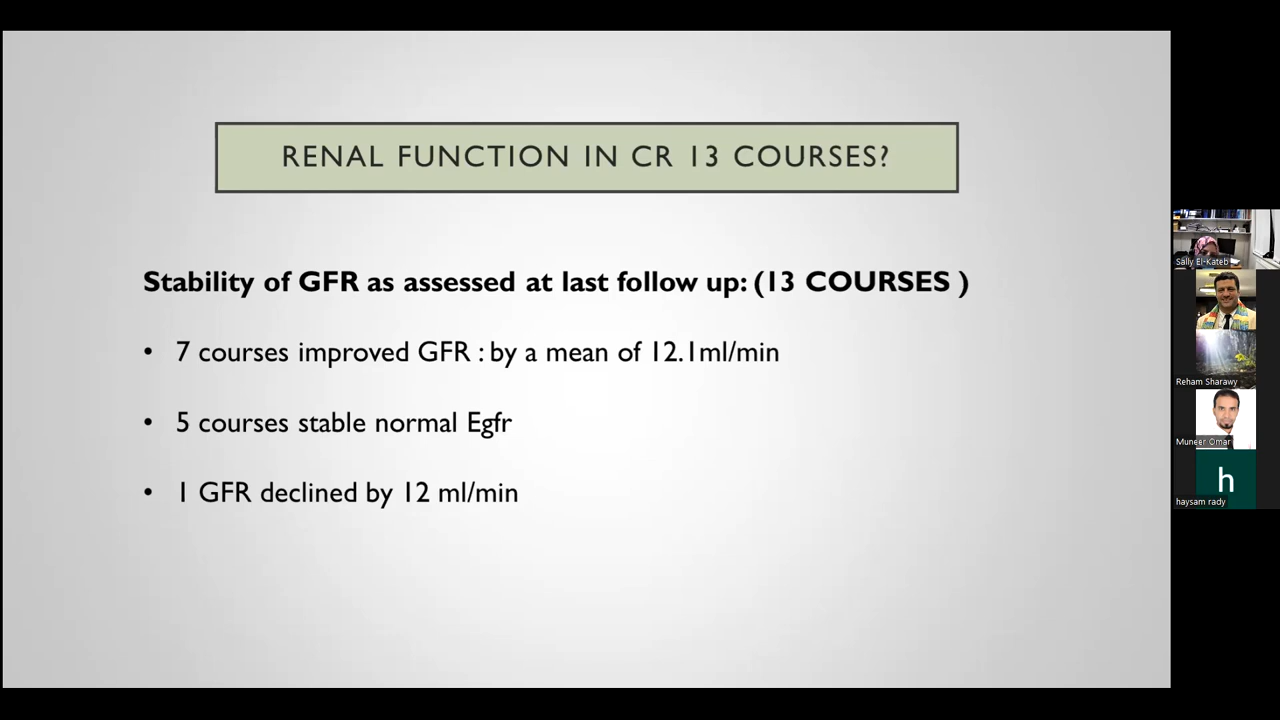 RENAL FUNCTION IN CR 13 COURSES?
Stability of GFR as assessed at last follow up: (13 COURSES )
• 7 courses improved GFR : by a mean of 12.1ml/min
• 5 courses stable normal Egfr
• 1 GFR declined by 12 ml/min
Sally El-Kateb
Reham Sharawy
Muneer Omar
h
haysam rady